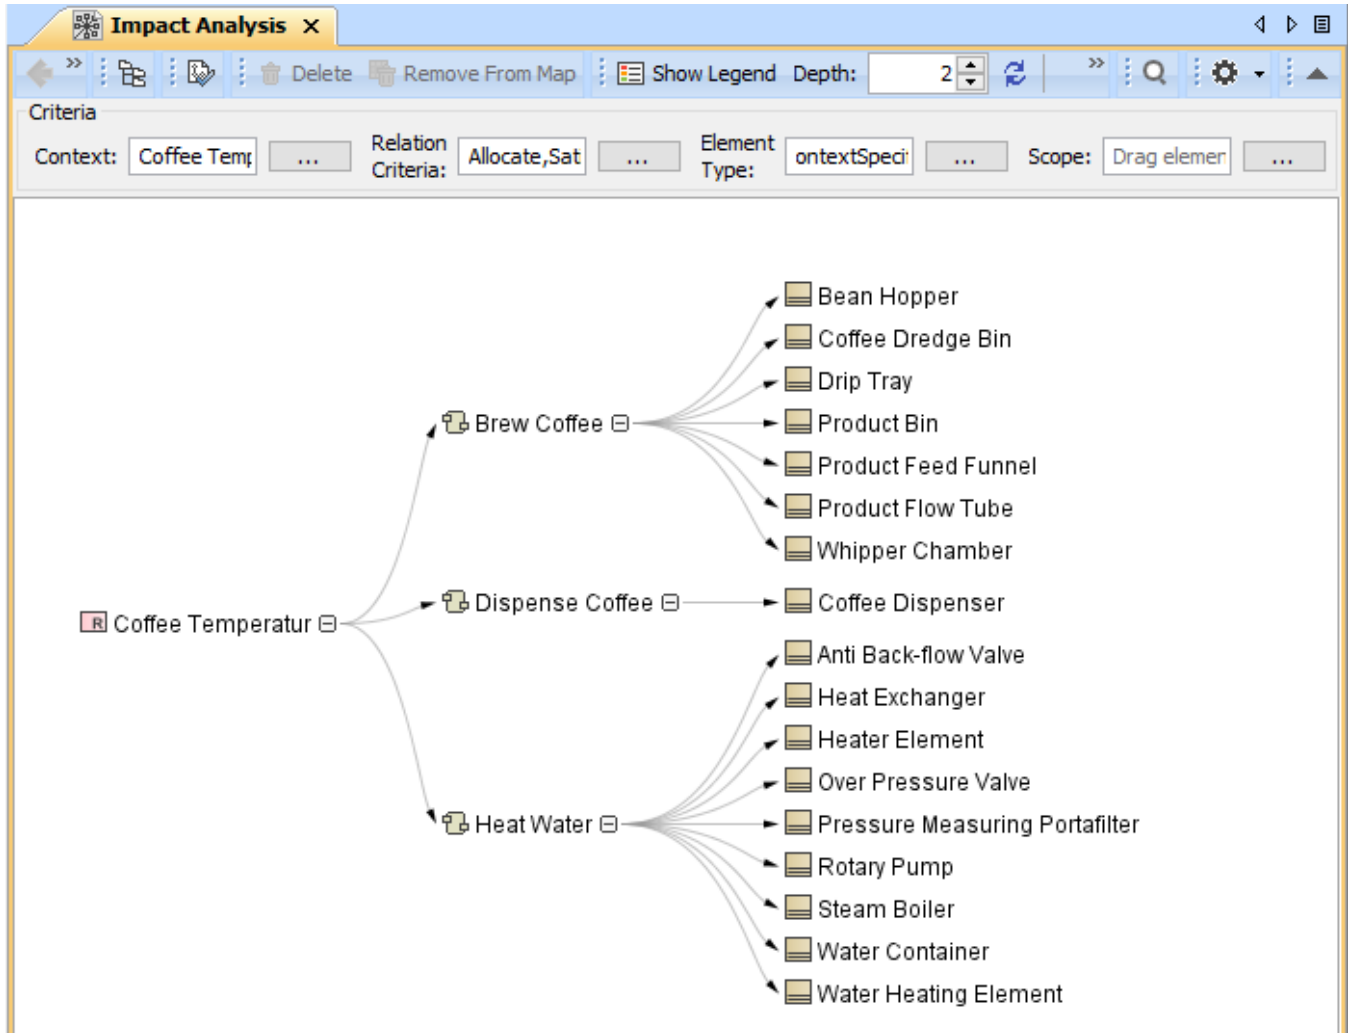 Impact Analysis
Delete Remove From Map Show Legend Depth: 2
Criteria
Context: Coffee Temp ... Relation Criteria: Allocate,Sat ... Element Type: ontextSpecif ... Scope: Drag elemen ...
Bean Hopper
Coffee Dredge Bin
Drip Tray
Brew Coffee
Product Bin
Product Feed Funnel
Product Flow Tube
Whipper Chamber
Dispense Coffee
Coffee Dispenser
R Coffee Temperatur
Anti Back-flow Valve
Heat Exchanger
Heater Element
Over Pressure Valve
Heat Water
Pressure Measuring Portafilter
Rotary Pump
Steam Boiler
Water Container
Water Heating Element